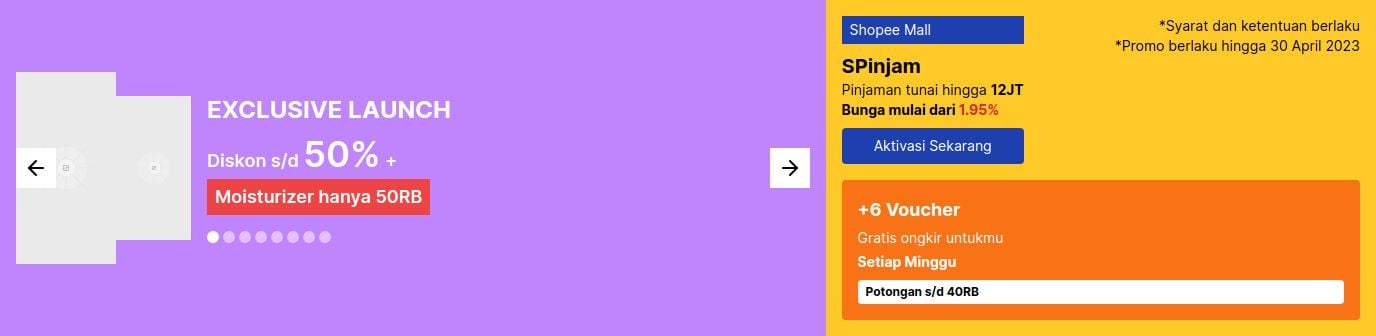 EXCLUSIVE LAUNCH
Diskon s/d 50% +
Moisturizer hanya 50RB
Shopee Mall
SPinjam
Pinjaman tunai hingga 12JT
Bunga mulai dari 1.95%
Aktivasi Sekarang
*Syarat dan ketentuan berlaku
*Promo berlaku hingga 30 April 2023
+6 Voucher
Gratis ongkir untukmu
Setiap Minggu
Potongan s/d 40RB